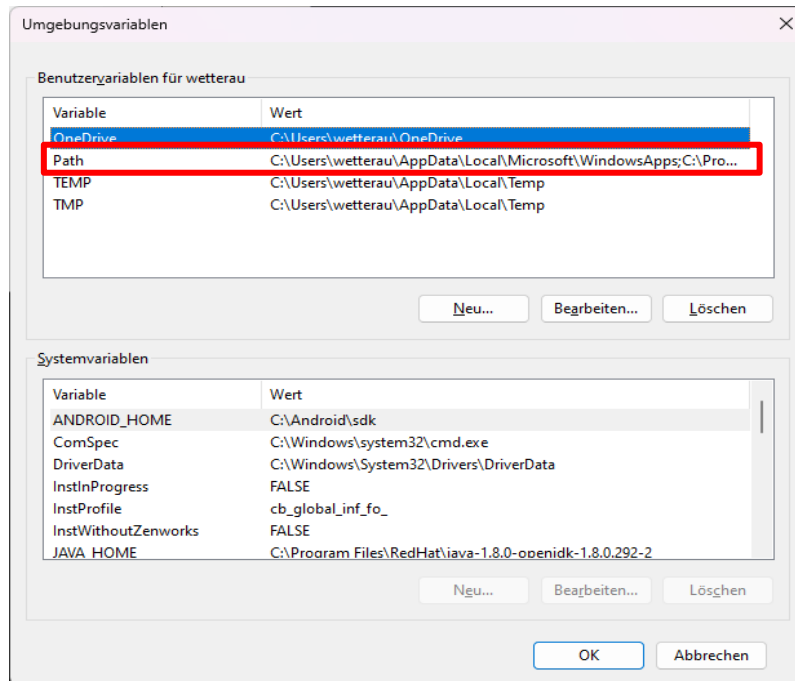 Umgebungsvariablen
Benutzervariablen für wetterau
Variable Wert
OneDrive C:\Users\wetterau\OneDrive
Path C:\Users\wetterau\AppData\Local\Microsoft\WindowsApps;C:\Pro...
TEMP C:\Users\wetterau\AppData\Local\Temp
TMP C:\Users\wetterau\AppData\Local\Temp
Neu... Bearbeiten... Löschen
Systemvariablen
Variable Wert
ANDROID_HOME C:\Android\sdk
ComSpec C:\Windows\system32\cmd.exe
DriverData C:\Windows\System32\Drivers\DriverData
InstInProgress FALSE
InstProfile cb_global_inf_fo_
InstWithoutZenworks FALSE
JAVA_HOME C:\Program Files\RedHat\java-1.8.0-openjdk-1.8.0.292-2
Neu... Bearbeiten... Löschen
OK Abbrechen